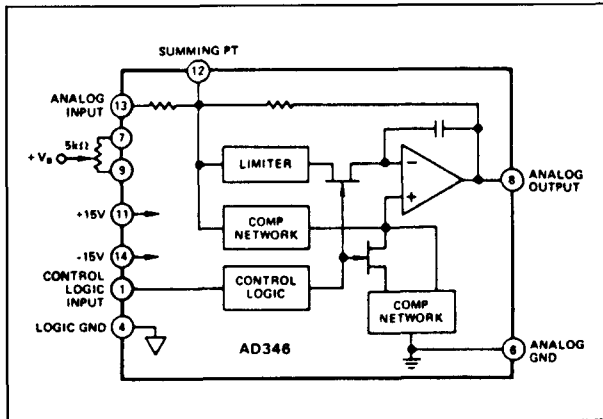 SUMMING PT
12
ANALOG INPUT
13
7
5kΩ
+VS
9
LIMITER
−
+
8
ANALOG OUTPUT
+15V
11
COMP NETWORK
-15V
14
CONTROL LOGIC INPUT
1
CONTROL LOGIC
COMP NETWORK
LOGIC GND
4
AD346
6
ANALOG GND